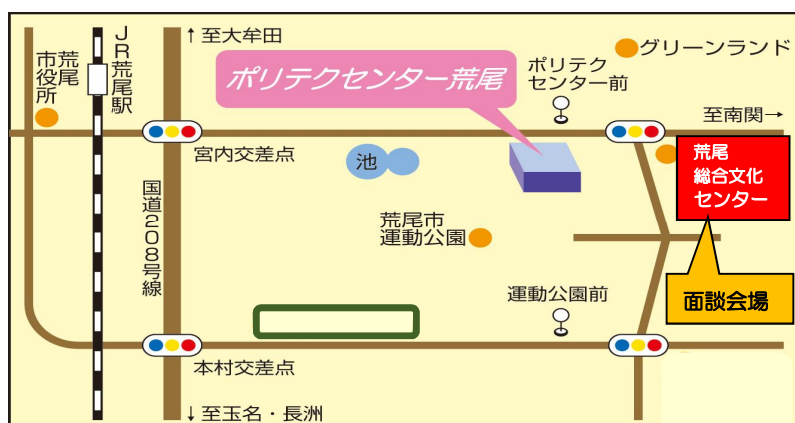 ↑至大牟田
グリーンランド
ポリテク
センター前
ポリテクセンター荒尾
JR荒尾駅
荒尾
市役所
至南関→
宮内交差点
池
荒尾
総合文化
センター
国道208号線
荒尾市
運動公園
面談会場
運動公園前
本村交差点
↓至玉名・長洲